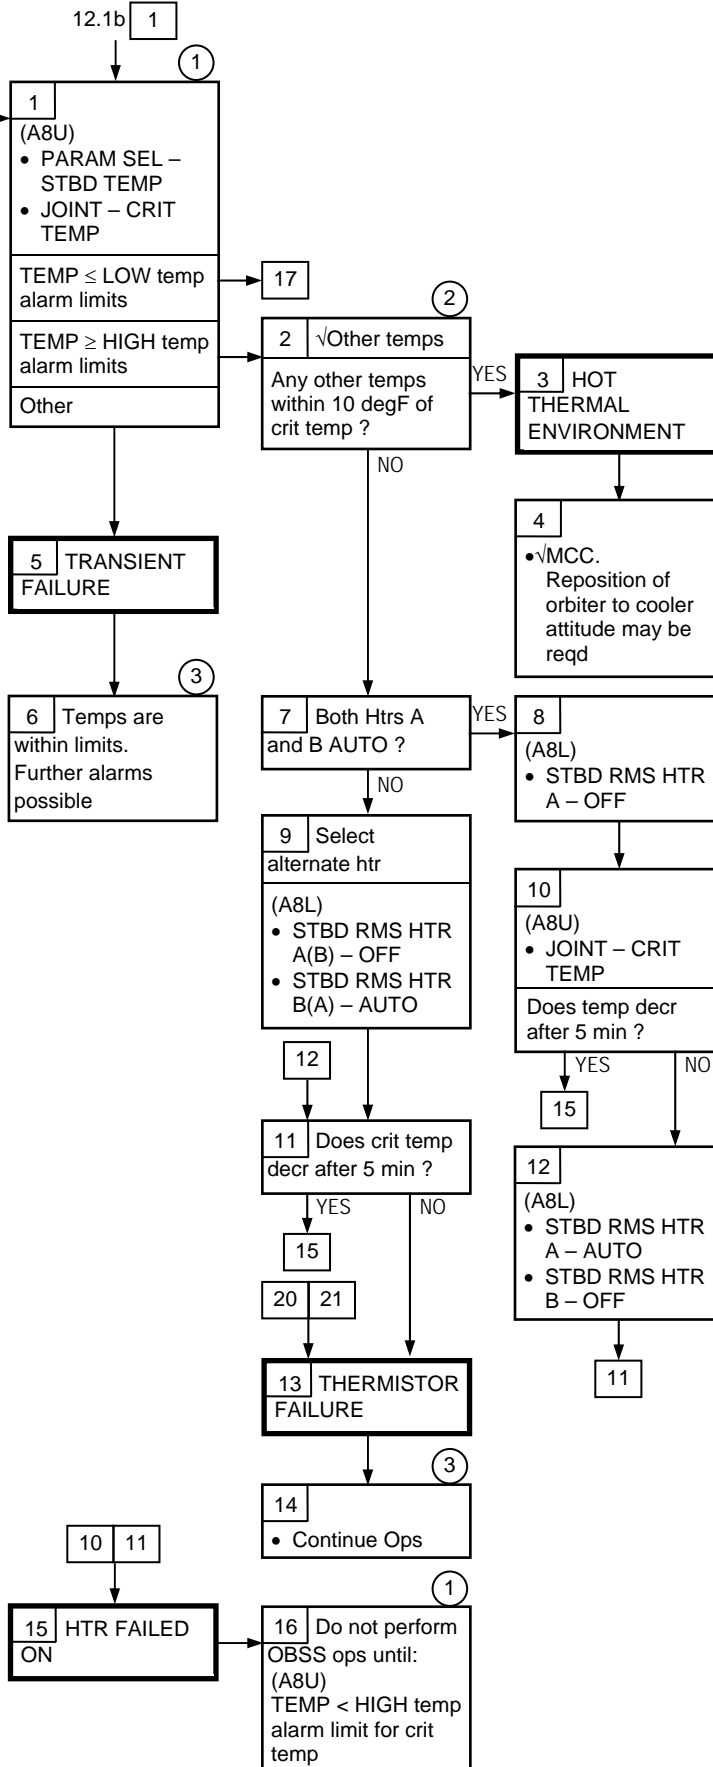 12.1b 1
1
1
(A8U)
• PARAM SEL –
STBD TEMP
• JOINT – CRIT
TEMP
TEMP ≤ LOW temp
alarm limits
17
TEMP ≥ HIGH temp
alarm limits
Other
2
2 √Other temps
Any other temps
within 10 degF of
crit temp ?
YES
NO
3 HOT
THERMAL
ENVIRONMENT
4
•√MCC.
Reposition of
orbiter to cooler
attitude may be
reqd
5 TRANSIENT
FAILURE
3
6 Temps are
within limits.
Further alarms
possible
7 Both Htrs A
and B AUTO ?
YES
NO
8
(A8L)
• STBD RMS HTR
A – OFF
9 Select
alternate htr
(A8L)
• STBD RMS HTR
A(B) – OFF
• STBD RMS HTR
B(A) – AUTO
10
(A8U)
• JOINT – CRIT
TEMP
Does temp decr
after 5 min ?
YES
NO
15
12
11 Does crit temp
decr after 5 min ?
YES
NO
15
12
(A8L)
• STBD RMS HTR
A – AUTO
• STBD RMS HTR
B – OFF
11
20 21
13 THERMISTOR
FAILURE
3
14
• Continue Ops
10 11
15 HTR FAILED
ON
1
16 Do not perform
OBSS ops until:
(A8U)
TEMP < HIGH temp
alarm limit for crit
temp